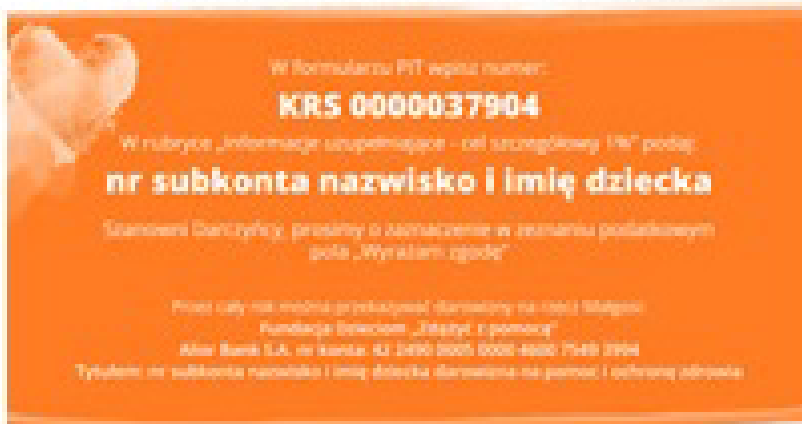 W formularzu PIT wpisz numer:
KRS 0000037904
W rubryce „Informacje uzupełniające - cel szczegółowy 1%” podaj:
nr subkonta nazwisko i imię dziecka
Szanowni Darczyńcy, prosimy o zaznaczenie w zeznaniu podatkowym
pola „Wyrażam zgodę”
Przez cały rok można przekazywać darowizny na rzecz
Fundacja Dzieciom „Zdążyć z pomocą”
Alior Bank S.A. nr konta: 42 2490 0005 0000 4600 7549 3994
Tytułem: nr subkonta nazwisko i imię dziecka darowizna na pomoc i ochronę zdrowia